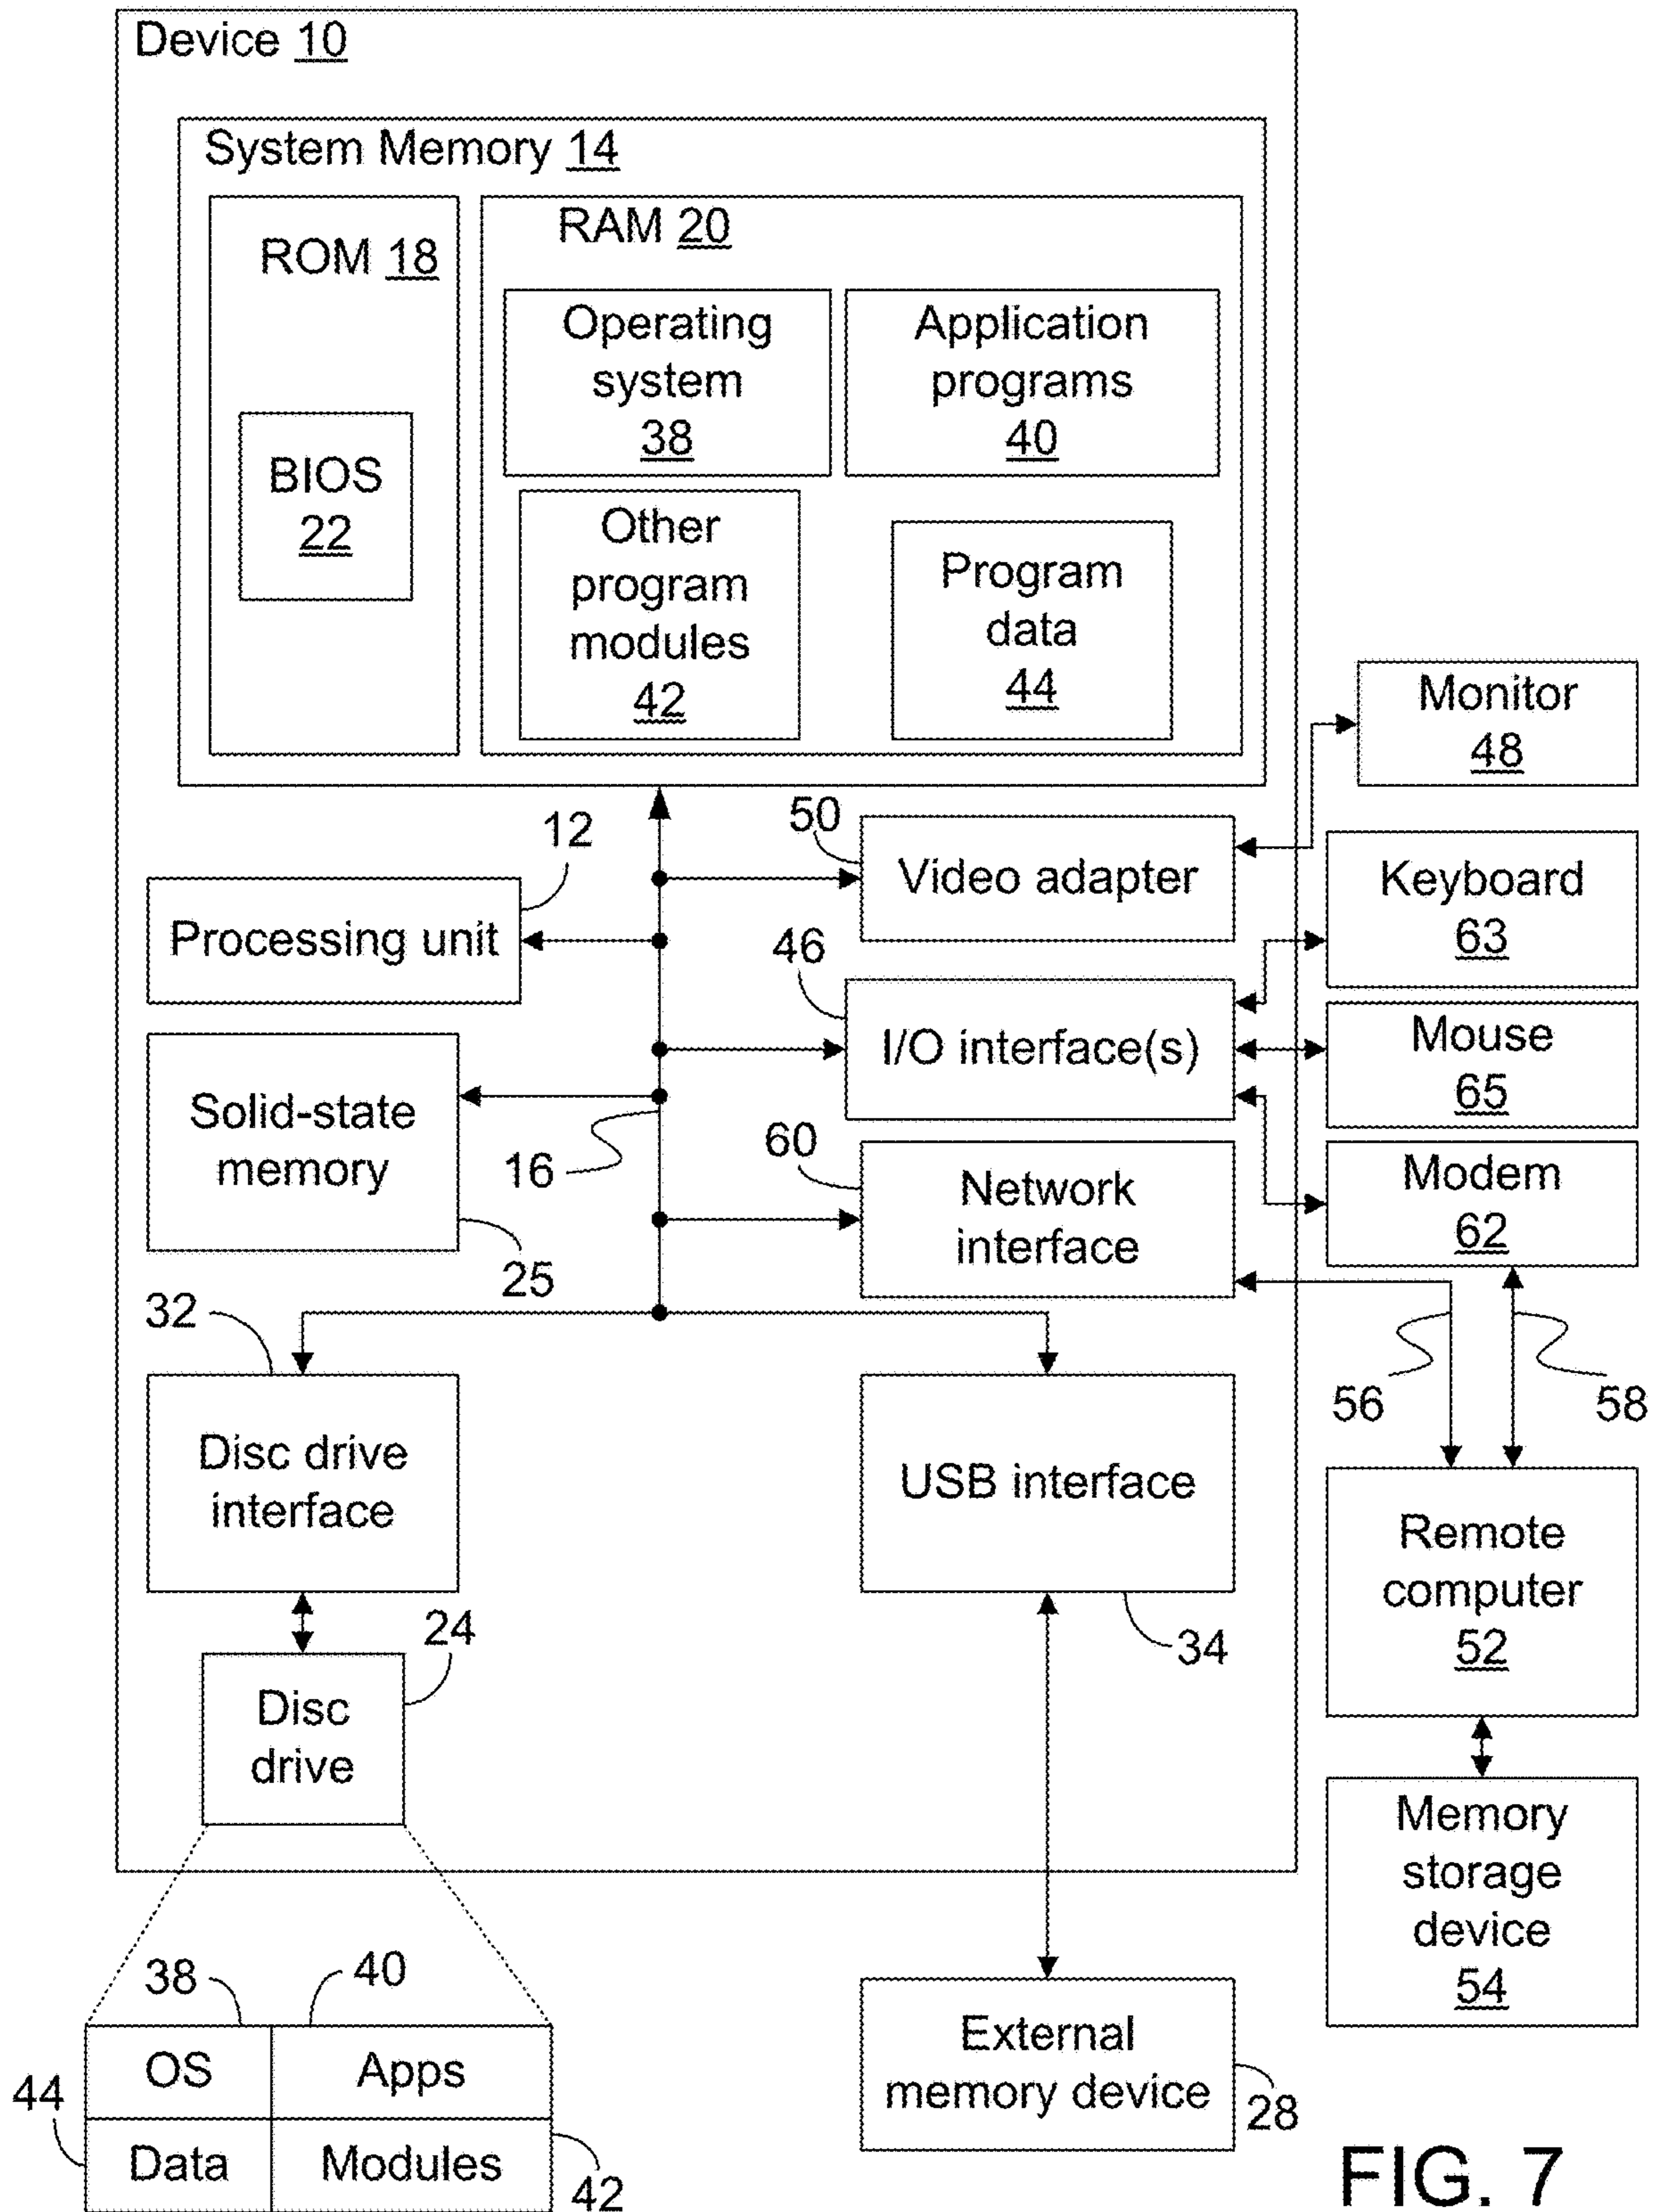 Device 10
System Memory 14
ROM 18
BIOS
22
RAM 20
Operating
system
38
Application
programs
40
Other
program
modules
42
Program
data
44
Monitor
48
12
Processing unit
50
Video adapter
Keyboard
63
46
I/O interface(s)
Mouse
65
Solid-state
memory
25
16
60
Network
interface
Modem
62
56
58
32
Disc drive
interface
USB interface
34
Remote
computer
52
24
Disc
drive
Memory
storage
device
54
38
40
OS
Apps
44
Data
Modules
42
External
memory device
28
FIG. 7